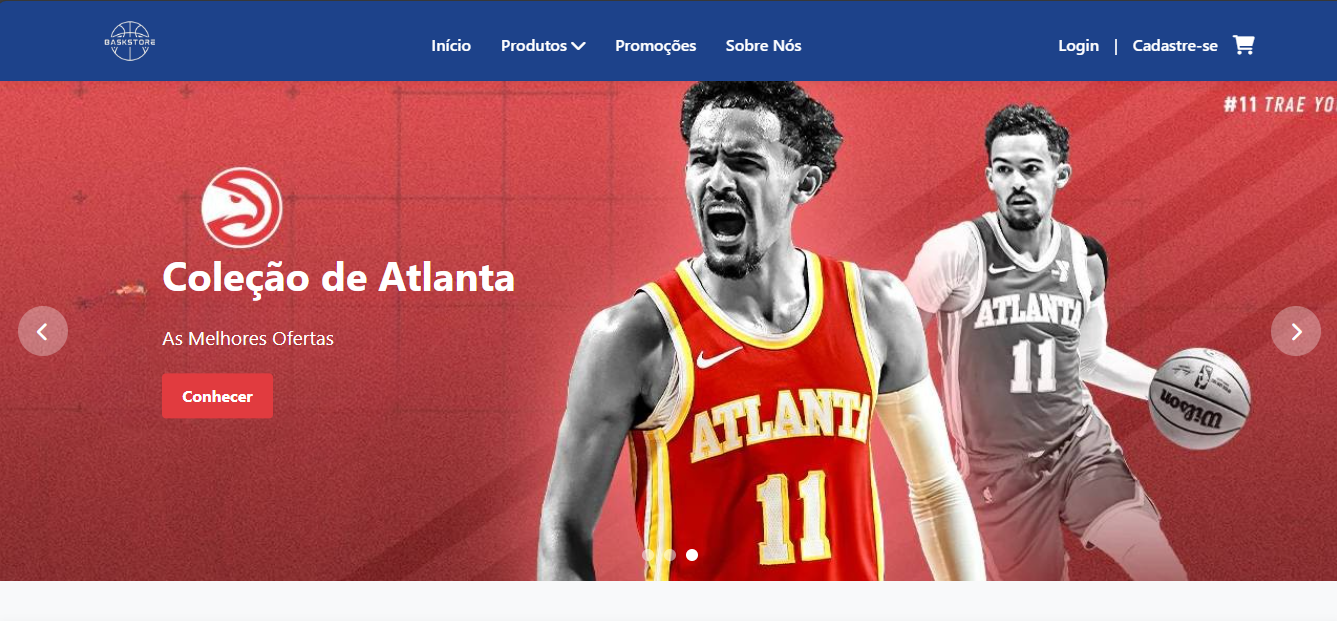 BASKSTORE
Início Produtos Promoções Sobre Nós Login | Cadastre-se
#11 TRAE YO
Coleção de Atlanta
As Melhores Ofertas
Conhecer
ATLANTA
11
ATLANTA
11
Wilson